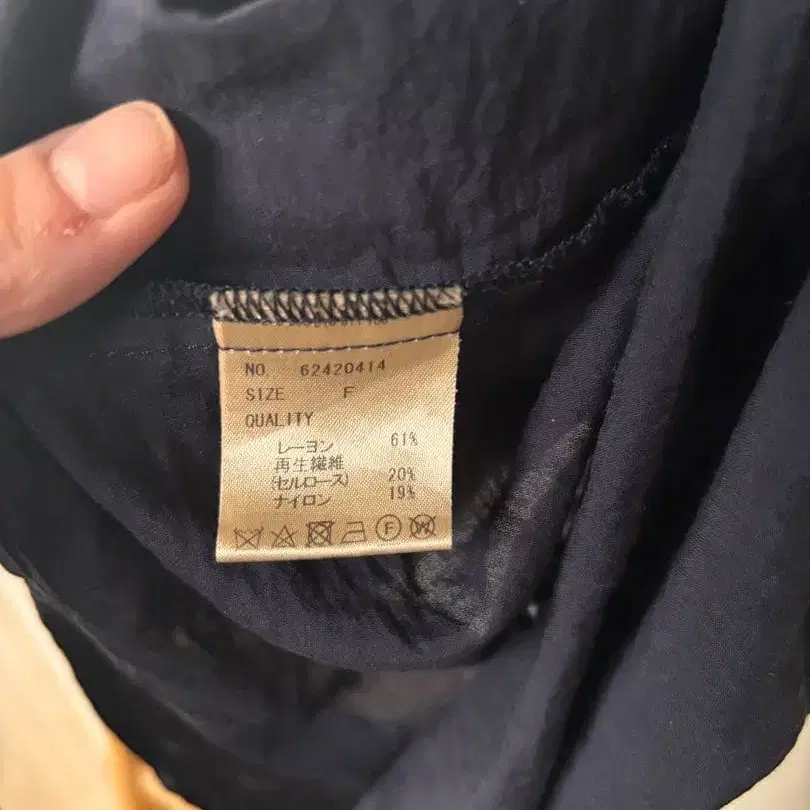 NO. 62420414
SIZE F
QUALITY
レーヨン 61%
再生繊維
(セルロース) 20%
ナイロン 19%
F W